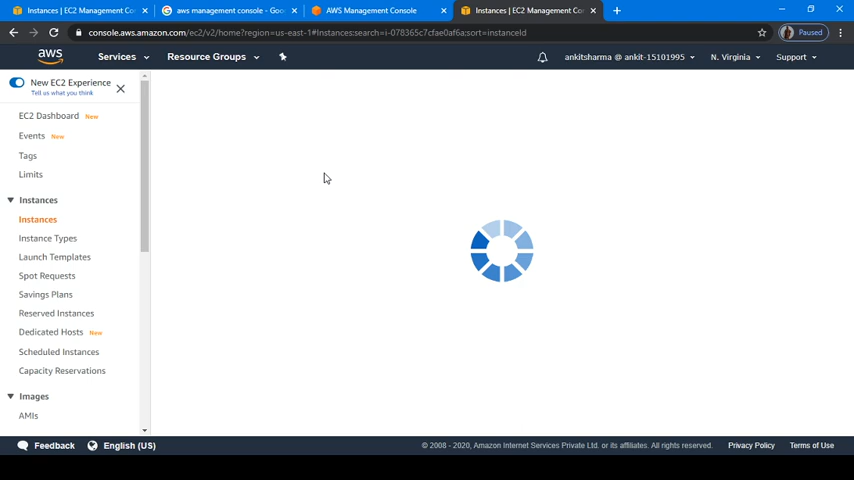 Instances | EC2 Management Co
aws management console - Goo
AWS Management Console
Instances | EC2 Management Co
console.aws.amazon.com/ec2/v2/home?region=us-east-1#Instances:search=i-078365c7cfae0af6a;sort=instanceId
Paused
aws
Services
Resource Groups
ankitsharma @ ankit-15101995
N. Virginia
Support
New EC2 Experience
Tell us what you think
EC2 Dashboard New
Events New
Tags
Limits
Instances
Instances
Instance Types
Launch Templates
Spot Requests
Savings Plans
Reserved Instances
Dedicated Hosts New
Scheduled Instances
Capacity Reservations
Images
AMIs
Feedback
English (US)
© 2008 - 2020, Amazon Internet Services Private Ltd. or its affiliates. All rights reserved.
Privacy Policy
Terms of Use